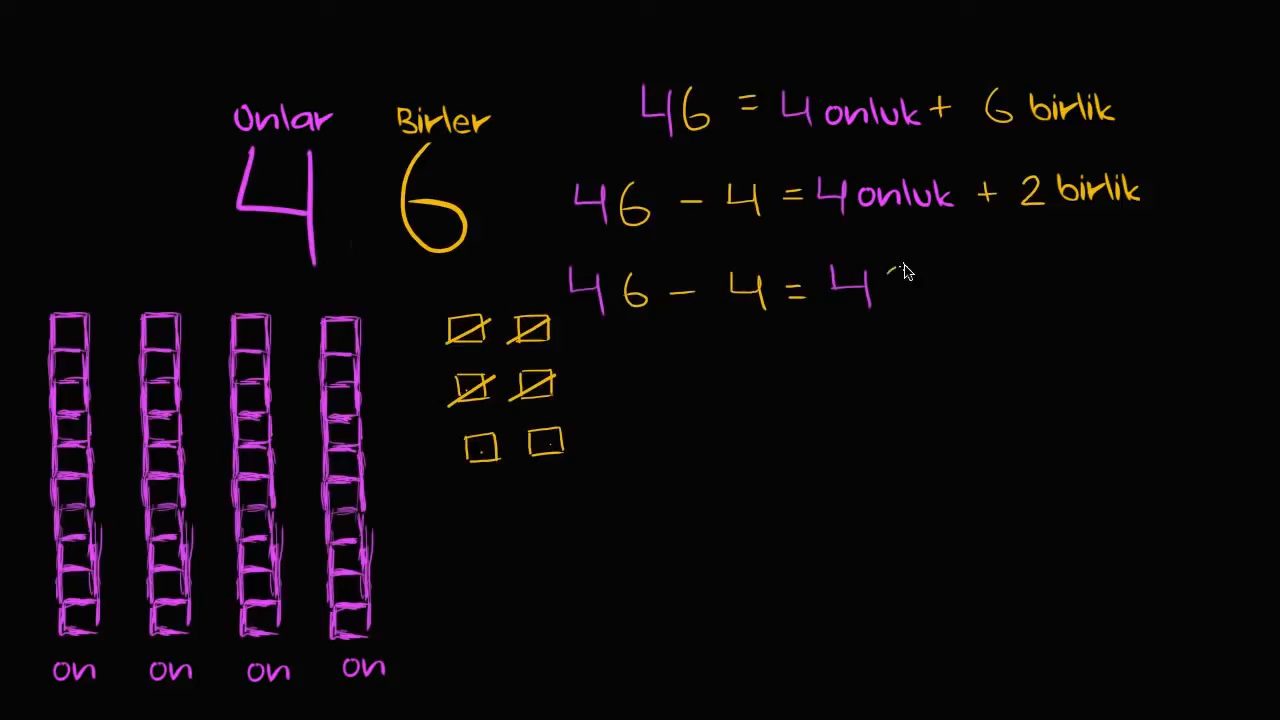 Onlar Birler
4 6
46 = 4 onluk + 6 birlik
46 - 4 = 4 onluk + 2 birlik
46 - 4 = 4
on on on on